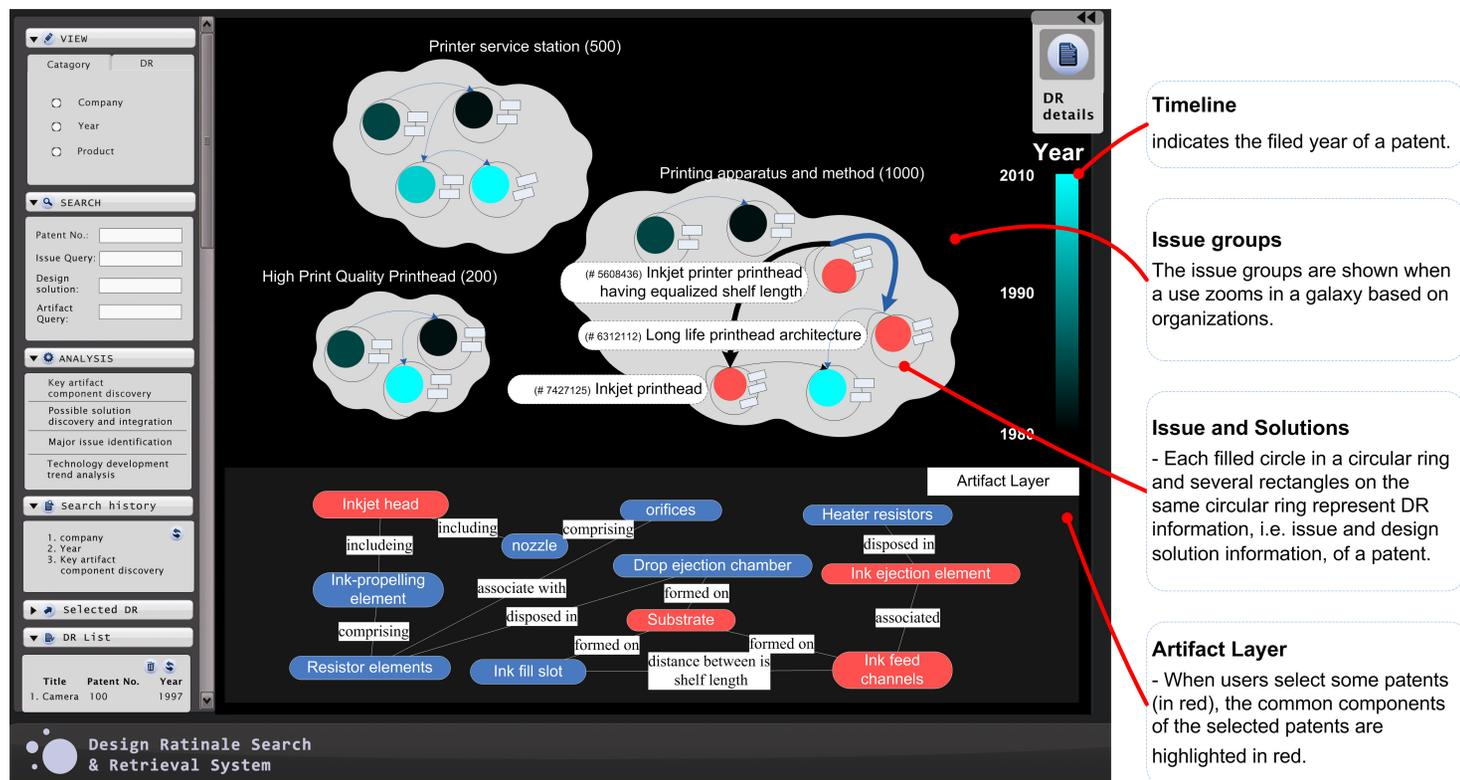 VIEW
Catagory
DR
Company
Year
Product
SEARCH
Patent No.:
Issue Query:
Design
solution:
Artifact
Query:
ANALYSIS
Key artifact
component discovery
Possible solution
discovery and integration
Major issue identification
Technology development
trend analysis
Search history
1. company
2. Year
3. Key artifact
component discovery
Selected DR
DR List
Title Patent No. Year
1. Camera 100 1997
Design Ratinale Search
& Retrieval System
Printer service station (500)
High Print Quality Printhead (200)
Printing apparatus and method (1000)
(# 5608436) Inkjet printer printhead
having equalized shelf length
(# 6312112) Long life printhead architecture
(# 7427125) Inkjet printhead
DR
details
Year
2010
1990
1980
Artifact Layer
Inkjet head
including
comprising
orifices
Heater resistors
includeing
nozzle
disposed in
Ink-propelling
element
associate with
Drop ejection chamber
Ink ejection element
formed on
disposed in
Substrate
associated
comprising
formed on
formed on
Resistor elements
Ink fill slot
distance between is
shelf length
Ink feed
channels
Timeline
indicates the filed year of a patent.
Issue groups
The issue groups are shown when
a use zooms in a galaxy based on
organizations.
Issue and Solutions
- Each filled circle in a circular ring
and several rectangles on the
same circular ring represent DR
information, i.e. issue and design
solution information, of a patent.
Artifact Layer
- When users select some patents
(in red), the common components
of the selected patents are
highlighted in red.